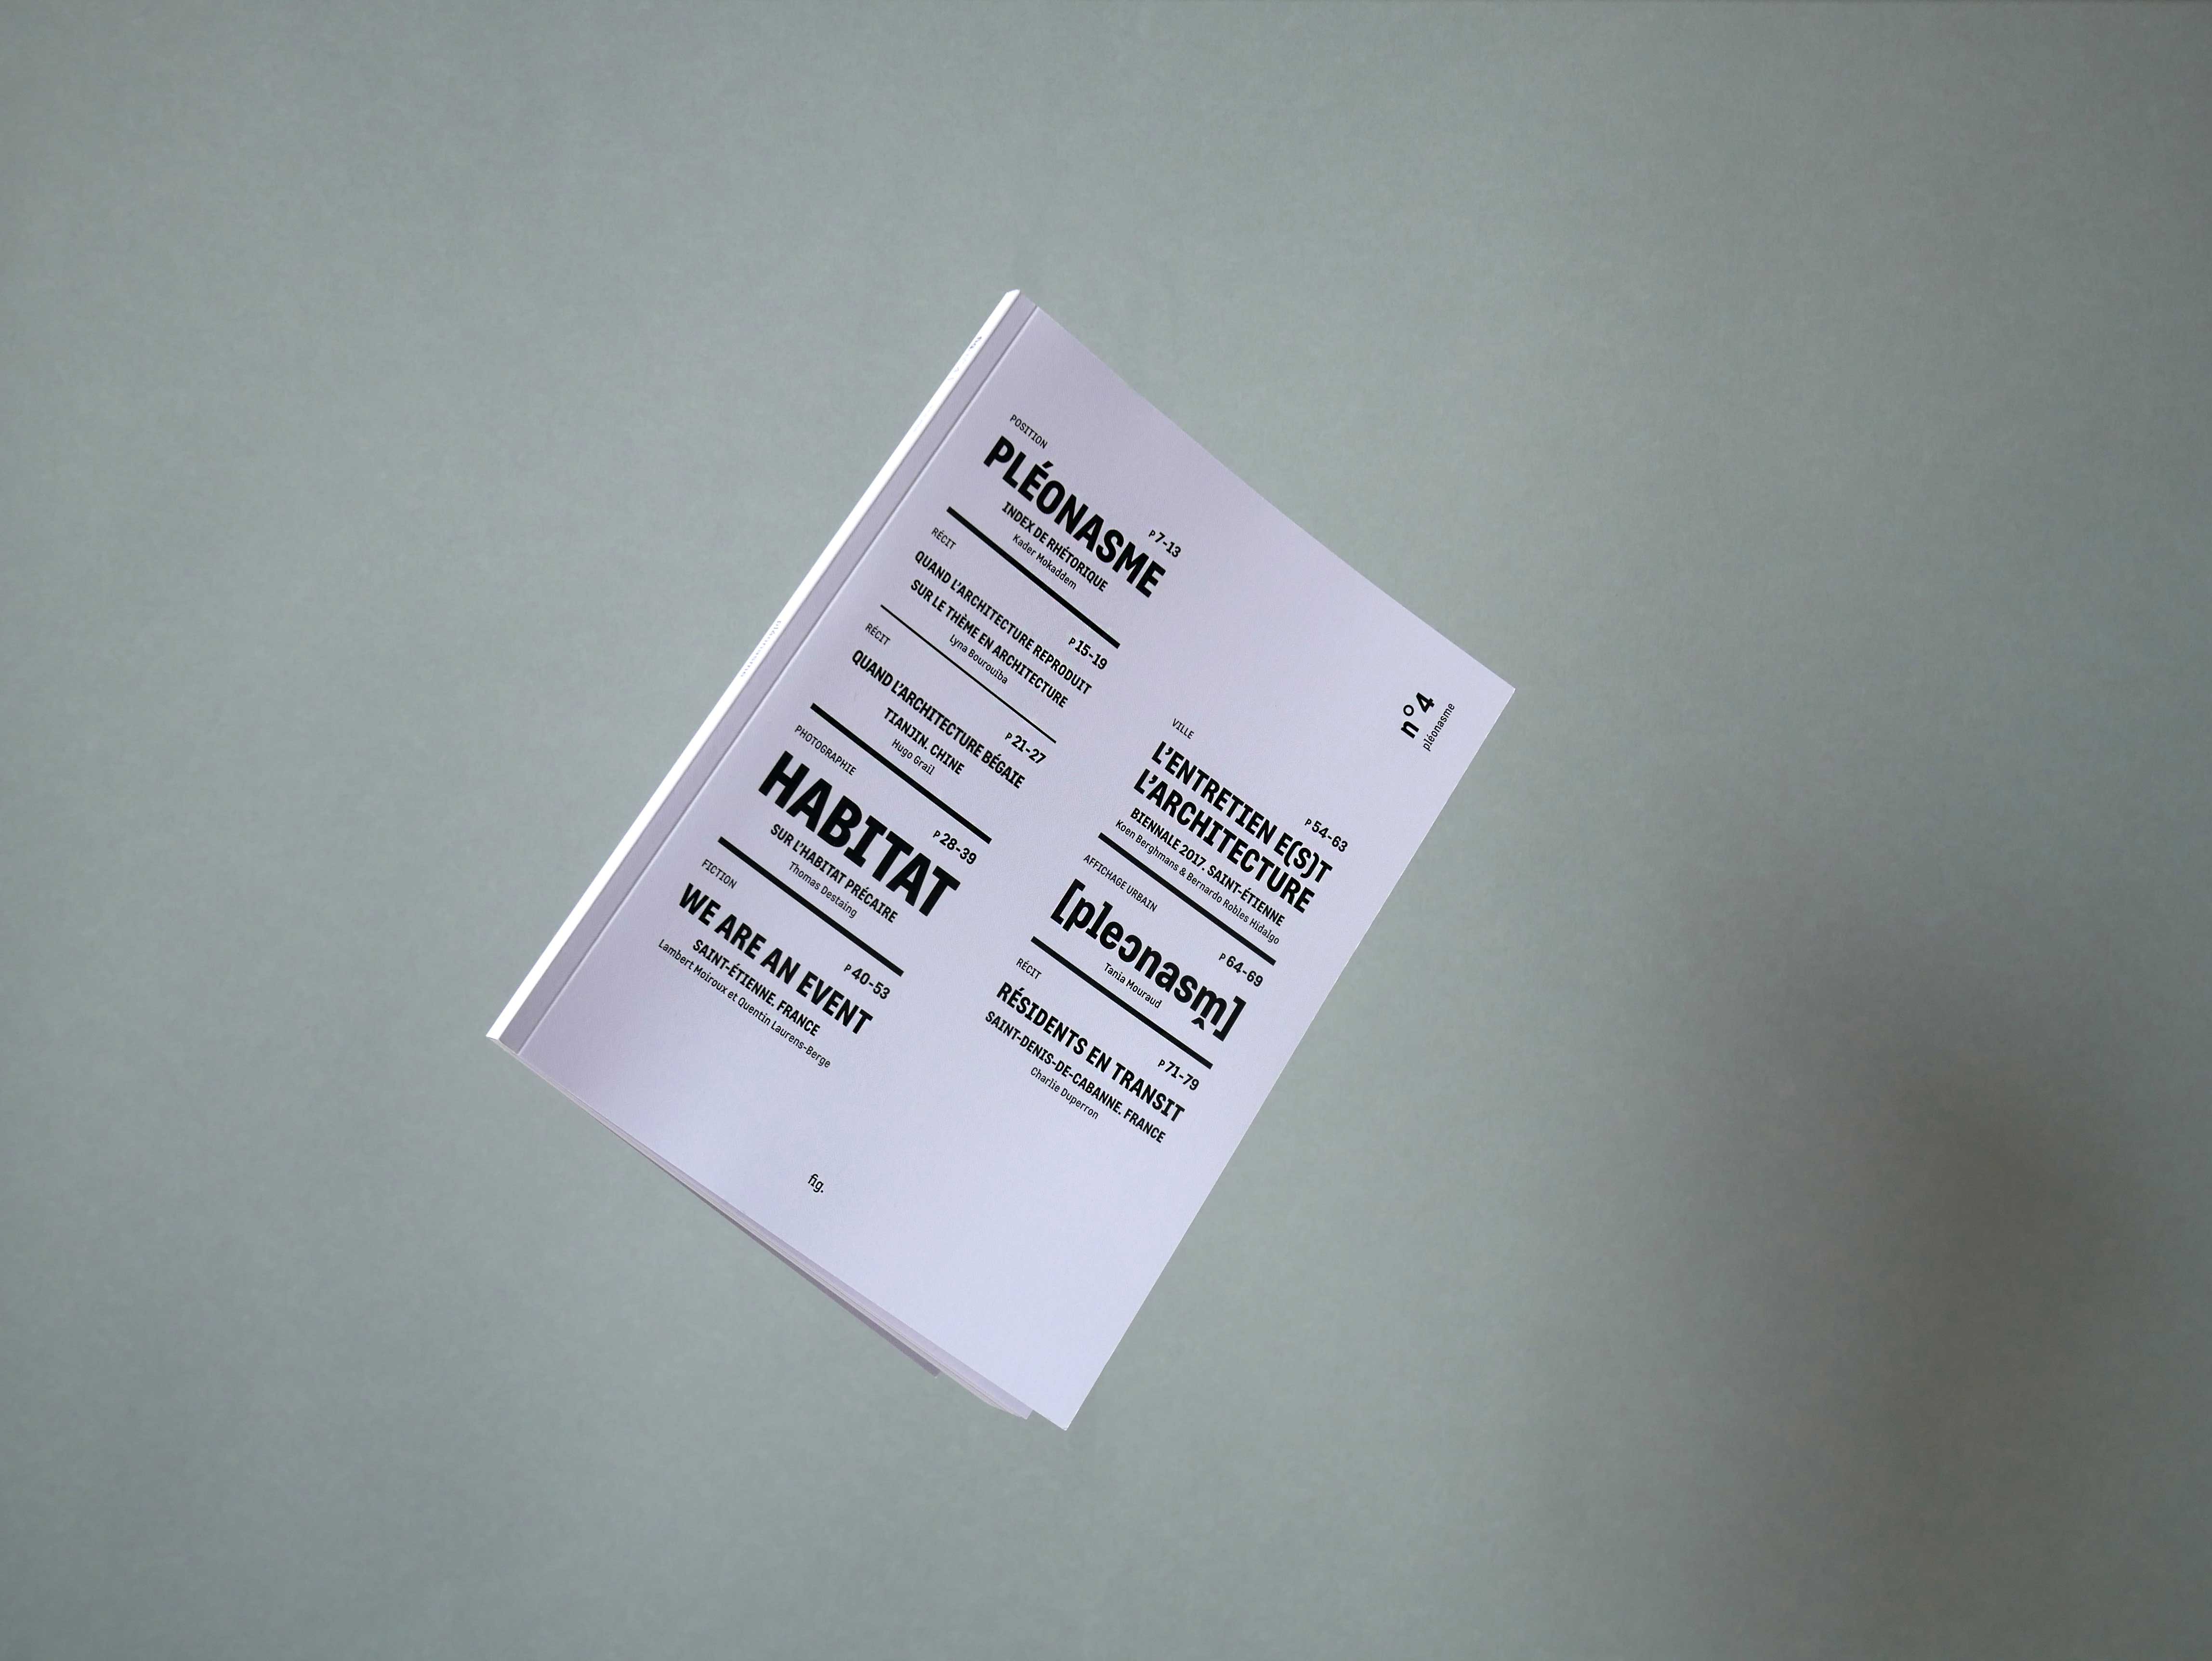 POSITION
P 7-13
PLÉONASME
INDEX DE RHÉTORIQUE
Kader Mokaddem
RÉCIT
P 15-19
QUAND L'ARCHITECTURE REPRODUIT
SUR LE THÈME EN ARCHITECTURE
Lyna Bourouiba
RÉCIT
P 21-27
QUAND L'ARCHITECTURE BÉGAIE
TIANJIN. CHINE
Hugo Grail
PHOTOGRAPHIE
P 28-39
HABITAT
SUR L'HABITAT PRÉCAIRE
Thomas Destaing
FICTION
P 40-53
WE ARE AN EVENT
SAINT-ÉTIENNE. FRANCE
Lambert Moiroux et Quentin Laurens-Berge
fig.
n°4
pléonasme
VILLE
P 54-63
L'ENTRETIEN E(S)T
L'ARCHITECTURE
BIENNALE 2017. SAINT-ÉTIENNE
Koen Berghmans & Bernardo Robles Hidalgo
AFFICHAGE URBAIN
P 64-69
[pleɔnasm̭]
Tania Mouraud
RÉCIT
P 71-79
RÉSIDENTS EN TRANSIT
SAINT-DENIS-DE-CABANNE. FRANCE
Charlie Duperron